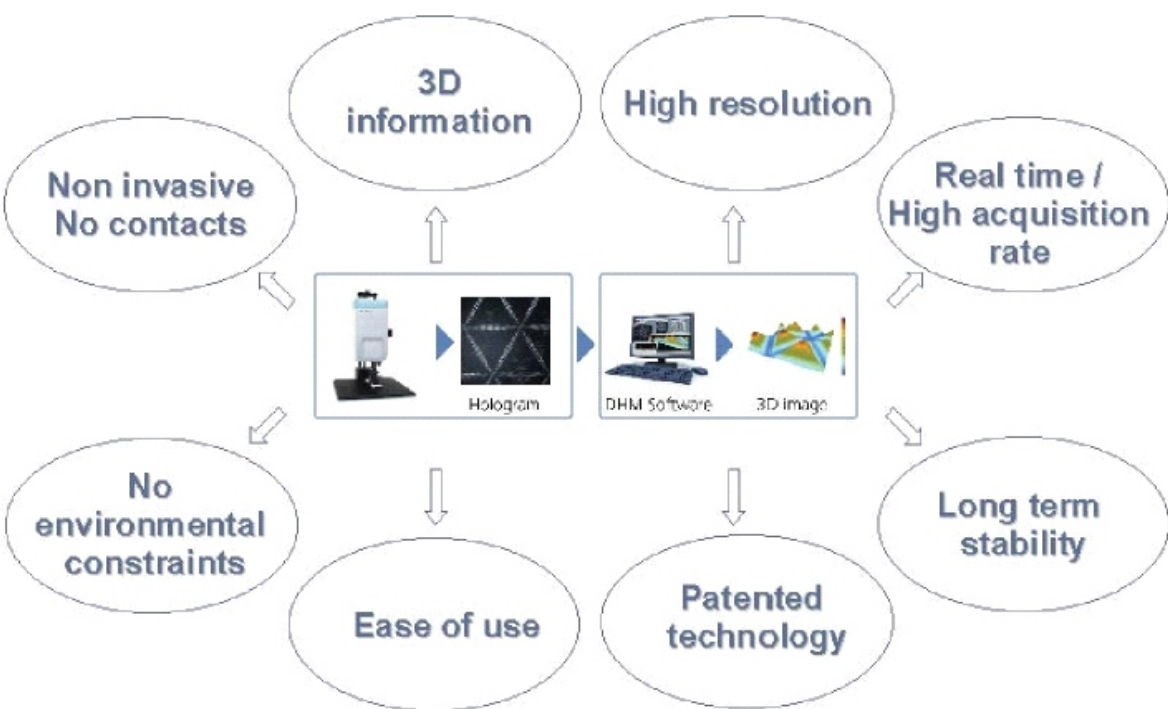 3D
information
High resolution
Non invasive
No contacts
Real time /
High acquisition
rate
Hologram
DHM Software
3D image
No
environmental
constraints
Long term
stability
Ease of use
Patented
technology